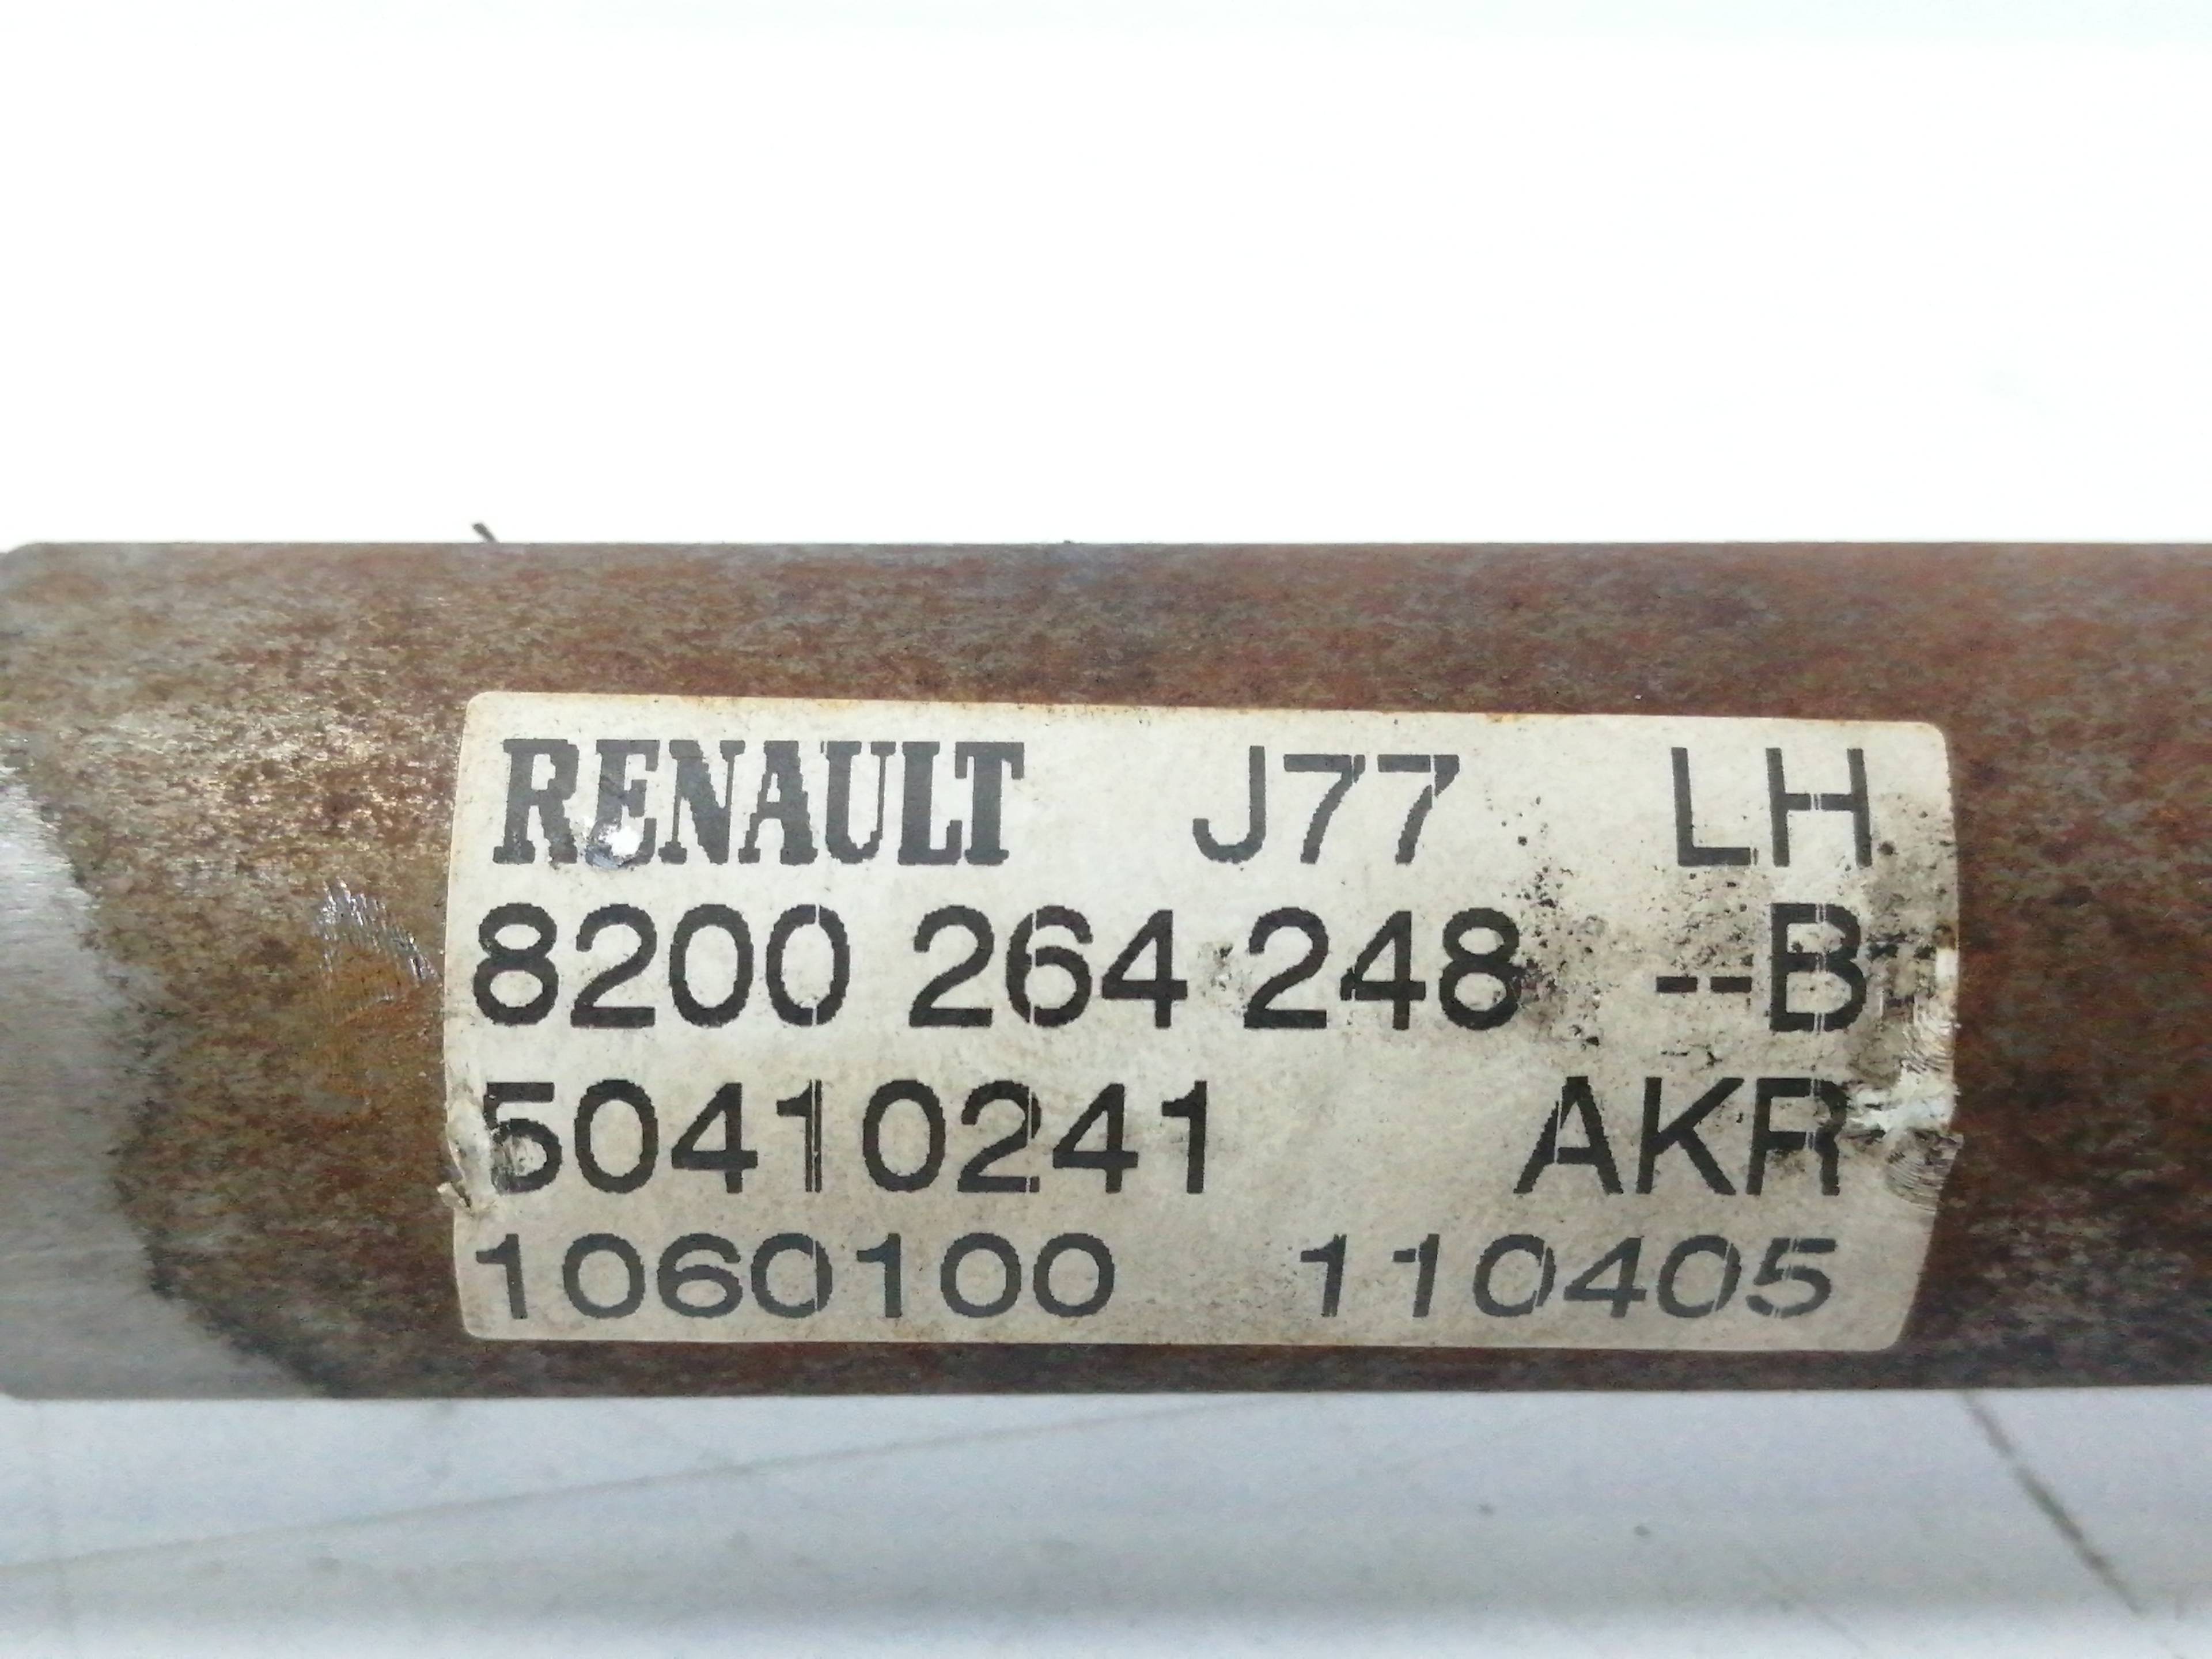 RENAULT J77 LH
8200 264 248 --B
50410241 AKR
1060100 110405